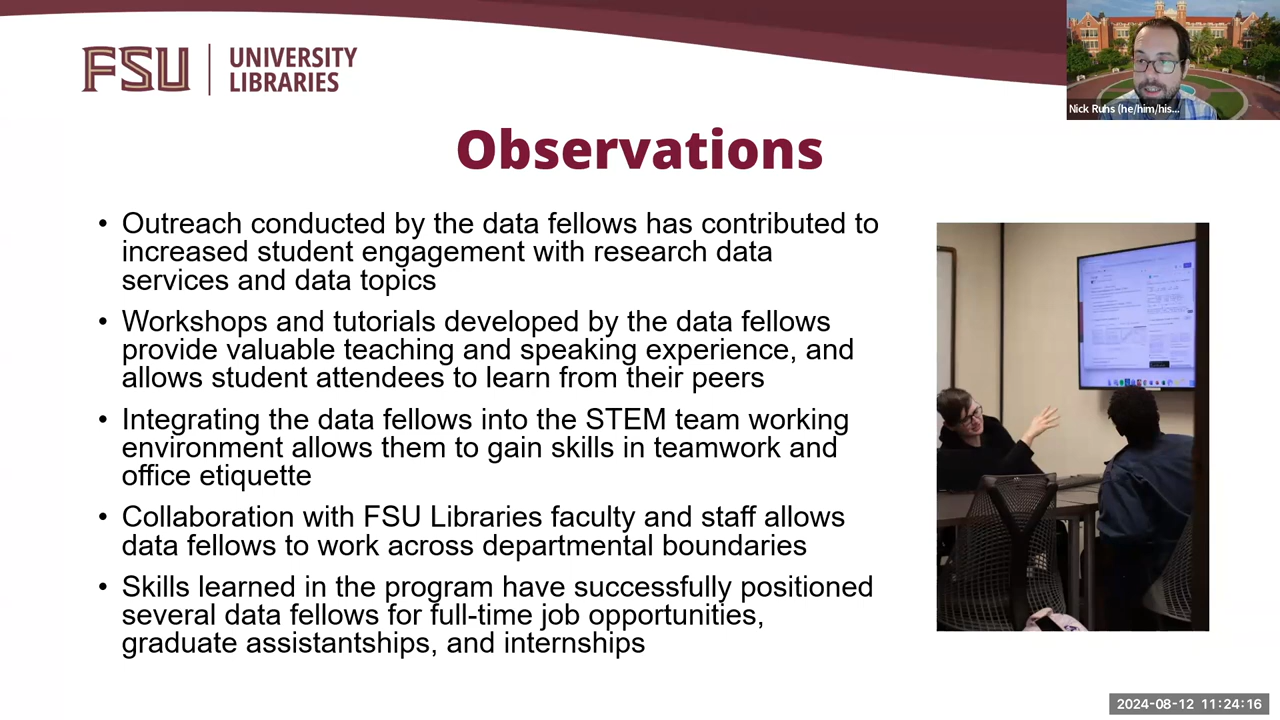 FSU
UNIVERSITY
LIBRARIES
Nick Ruhs (he/him/his...
Observations
• Outreach conducted by the data fellows has contributed to
increased student engagement with research data
services and data topics
• Workshops and tutorials developed by the data fellows
provide valuable teaching and speaking experience, and
allows student attendees to learn from their peers
• Integrating the data fellows into the STEM team working
environment allows them to gain skills in teamwork and
office etiquette
• Collaboration with FSU Libraries faculty and staff allows
data fellows to work across departmental boundaries
• Skills learned in the program have successfully positioned
several data fellows for full-time job opportunities,
graduate assistantships, and internships
2024-08-12 11:24:16